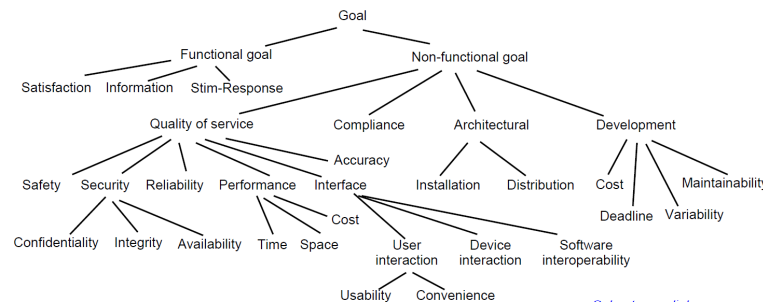 Goal
Functional goal
Non-functional goal
Satisfaction
Information
Stim-Response
Quality of service
Compliance
Architectural
Development
Accuracy
Safety
Security
Reliability
Performance
Interface
Installation
Distribution
Cost
Maintainability
Deadline
Variability
Confidentiality
Integrity
Availability
Time
Space
Cost
User
interaction
Device
interaction
Software
interoperability
Usability
Convenience